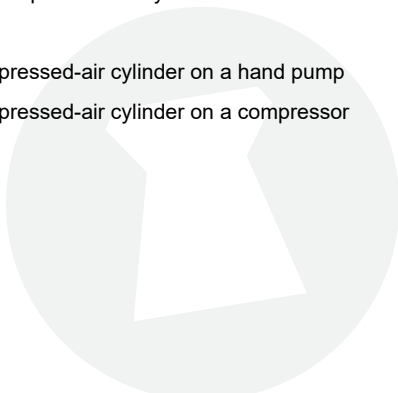 pressed-air cylinder on a hand pump
pressed-air cylinder on a compressor